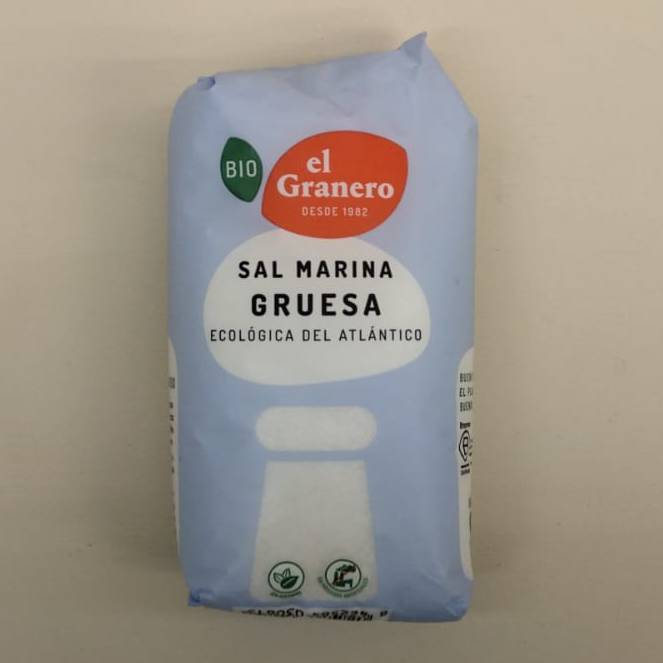 BIO
el
Granero
DESDE 1982
SAL MARINA
GRUESA
ECOLÓGICA DEL ATLÁNTICO